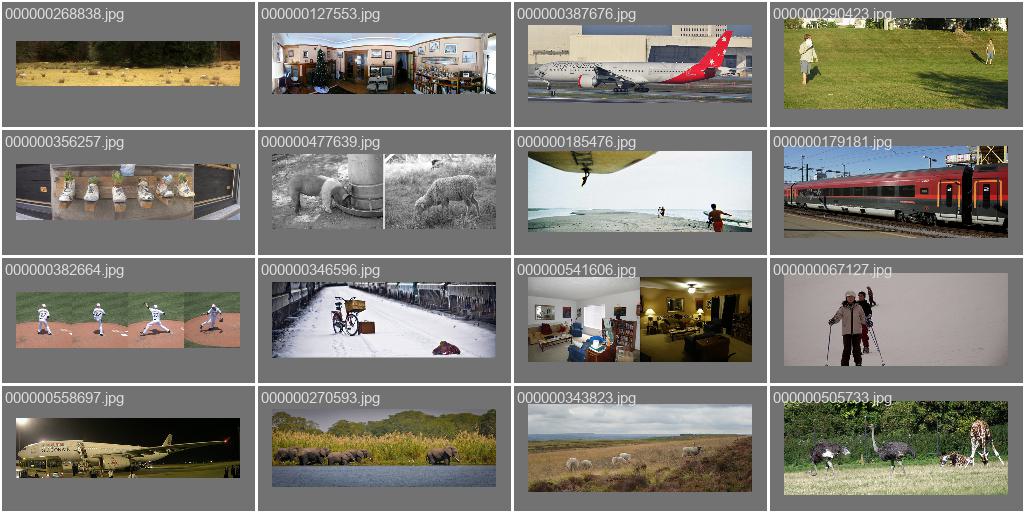 000000268838.jpg
000000127553.jpg
000000387676.jpg
000000290423.jpg
000000356257.jpg
000000477639.jpg
000000185476.jpg
000000179181.jpg
000000382664.jpg
000000346596.jpg
000000541606.jpg
000000067127.jpg
000000558697.jpg
000000270593.jpg
000000343823.jpg
000000505733.jpg